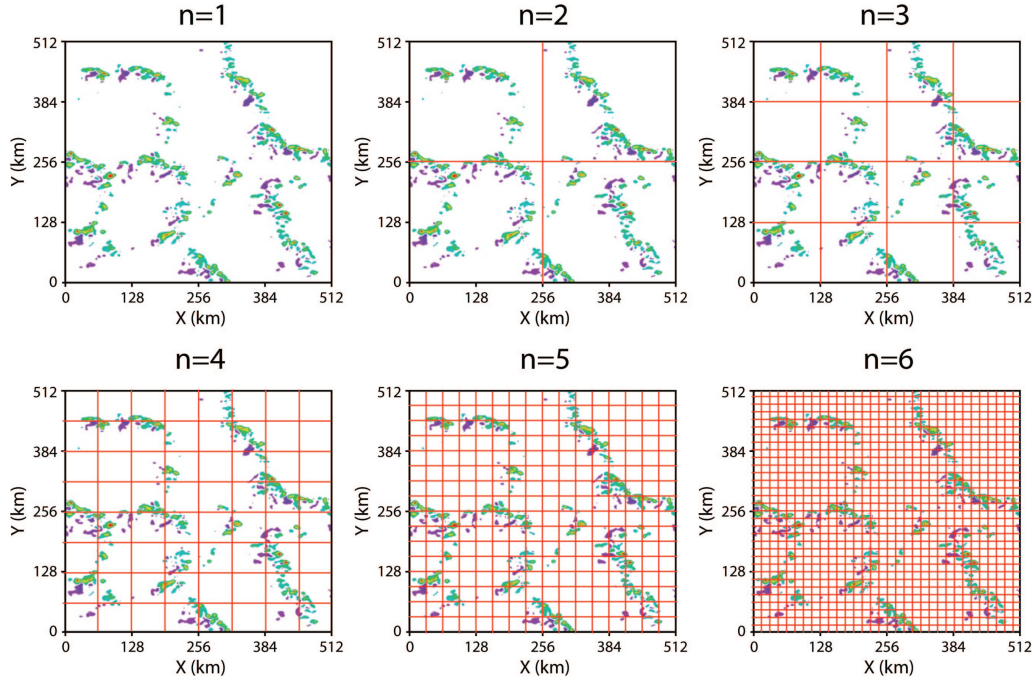 n=1 n=2 n=3
512 512 512
384 384 384
Y (km) Y (km) Y (km)
256 256 256
128 128 128
0 0 0
0 128 256 384 512 0 128 256 384 512 0 128 256 384 512
X (km) X (km) X (km)
n=4 n=5 n=6
512 512 512
384 384 384
Y (km) Y (km) Y (km)
256 256 256
128 128 128
0 0 0
0 128 256 384 512 0 128 256 384 512 0 128 256 384 512
X (km) X (km) X (km)